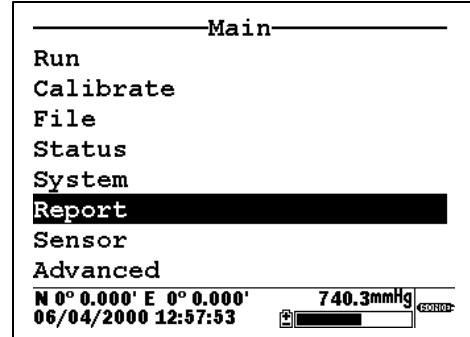 Main
Run
Calibrate
File
Status
System
Report
Sensor
Advanced
N 0° 0.000' E 0° 0.000' 740.3mmHg
06/04/2000 12:57:53 SONDE